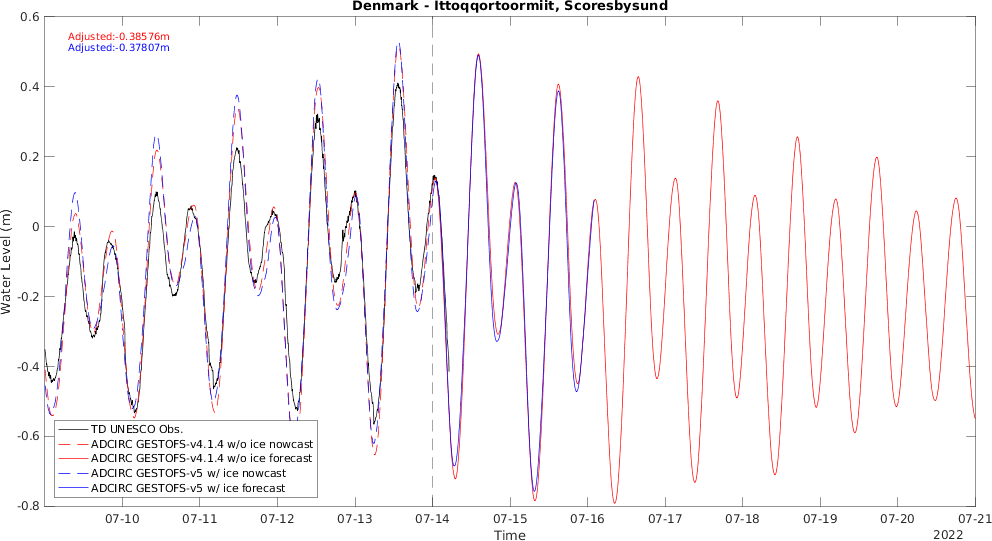 Denmark - Ittoqqortoormiit, Scoresbysund
Adjusted:-0.38576m
Adjusted:-0.37807m
0.6
0.4
0.2
0
-0.2
-0.4
-0.6
-0.8
Water Level (m)
TD UNESCO Obs.
ADCIRC GESTOFS-v4.1.4 w/o ice nowcast
ADCIRC GESTOFS-v4.1.4 w/o ice forecast
ADCIRC GESTOFS-v5 w/ ice nowcast
ADCIRC GESTOFS-v5 w/ ice forecast
07-10 07-11 07-12 07-13 07-14 07-15 07-16 07-17 07-18 07-19 07-20 07-21
Time
2022